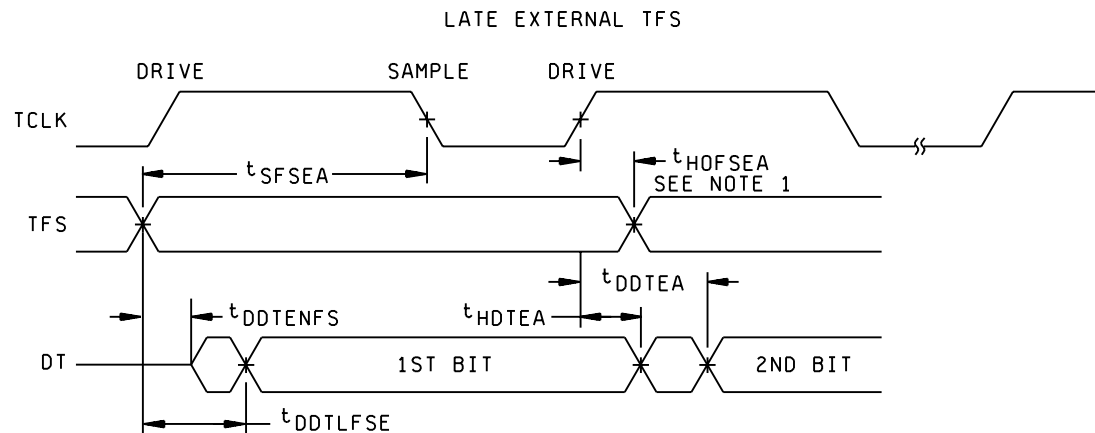 LATE EXTERNAL TFS
DRIVE SAMPLE DRIVE
TCLK
tSFSEA
tHOFSEA
SEE NOTE 1
TFS
tDDTEA
tDDTENFS
tHDTEA
DT
1ST BIT
2ND BIT
tDDTLFSE